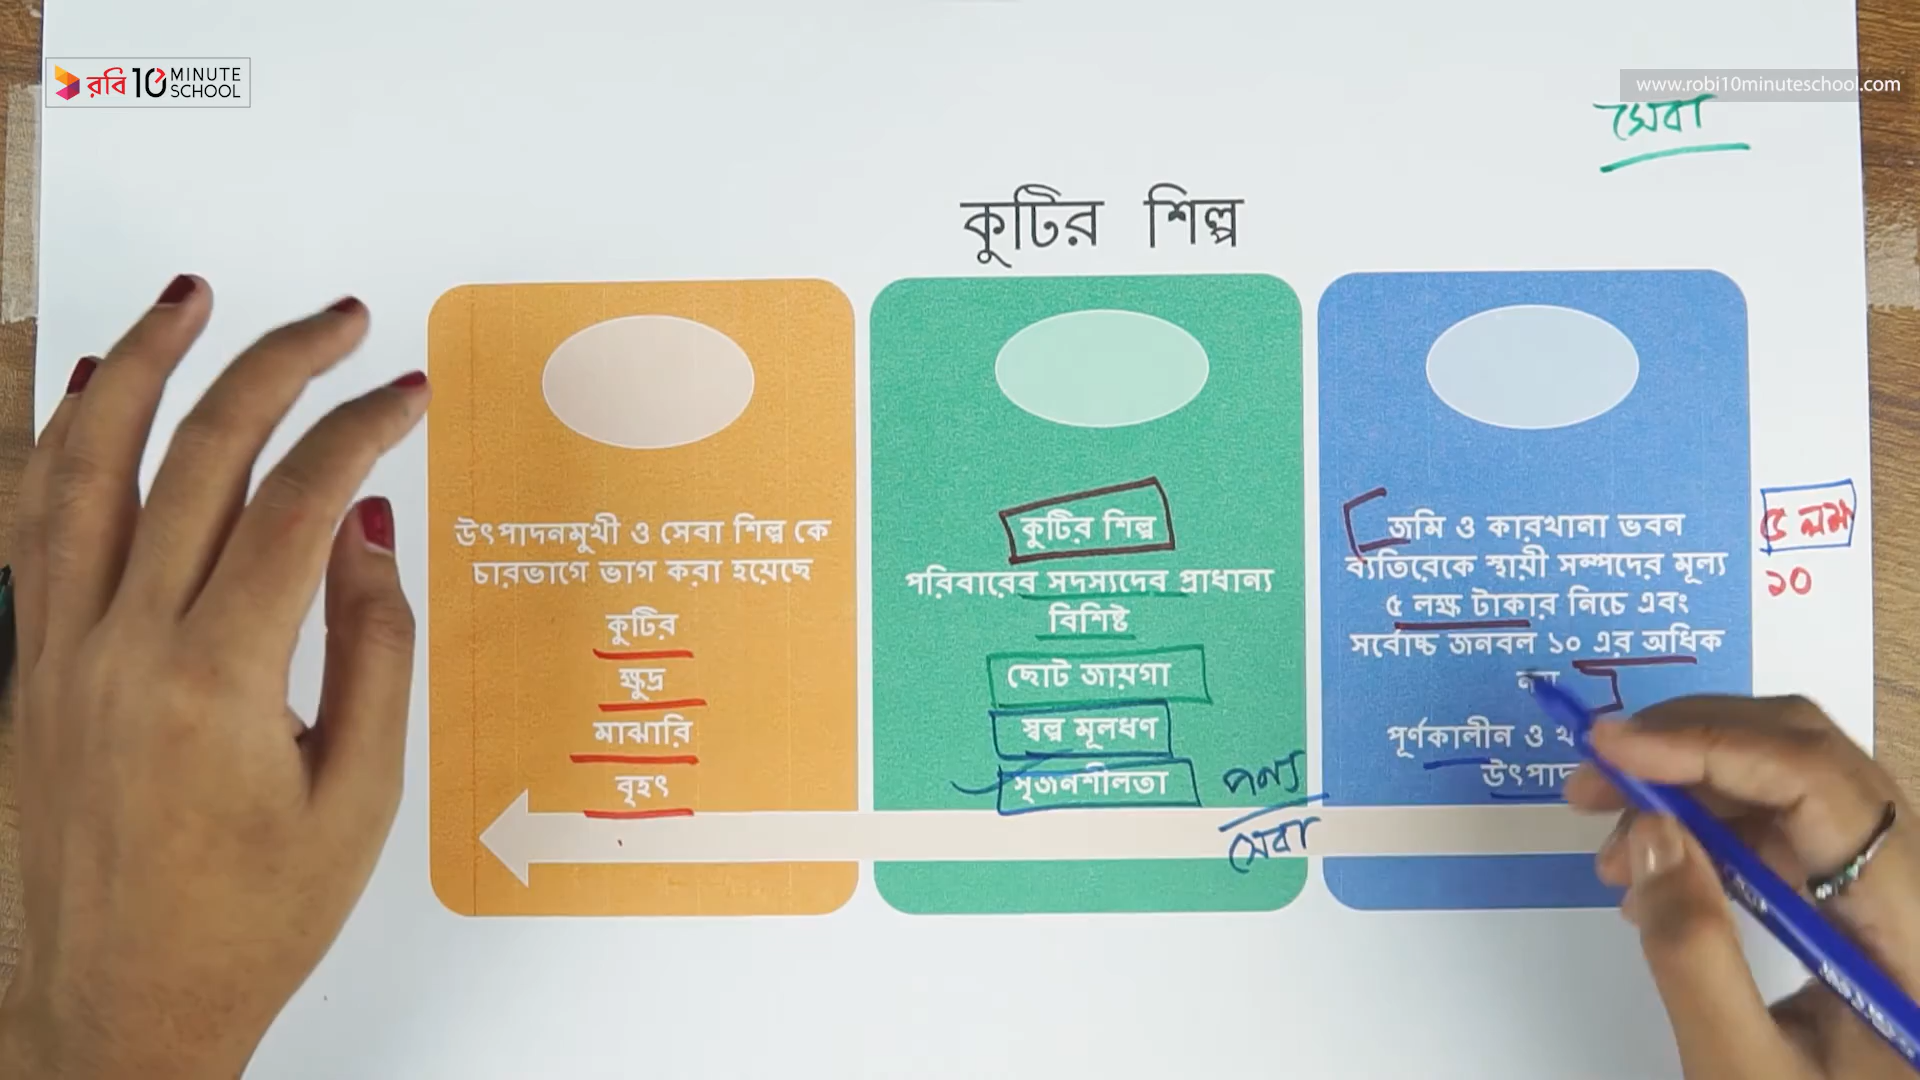 রবি 10 MINUTE SCHOOL
www.robi10minuteschool.com
সেবা
কুটির শিল্প
উৎপাদনমুখী ও সেবা শিল্প কে
চারভাগে ভাগ করা হয়েছে
কুটির
ক্ষুদ্র
মাঝারি
বৃহৎ
কুটির শিল্প
পরিবারের সদস্যদের প্রাধান্য
বিশিষ্ট
ছোট জায়গা
স্বল্প মূলধণ
সৃজনশীলতা
পণ্য
সেবা
জমি ও কারখানা ভবন
ব্যতিরেকে স্থায়ী সম্পদের মূল্য
৫ লক্ষ টাকার নিচে এবং
সর্বোচ্চ জনবল ১০ এর অধিক
নয়
পূর্ণকালীন ও
৫ লক্ষ
১০